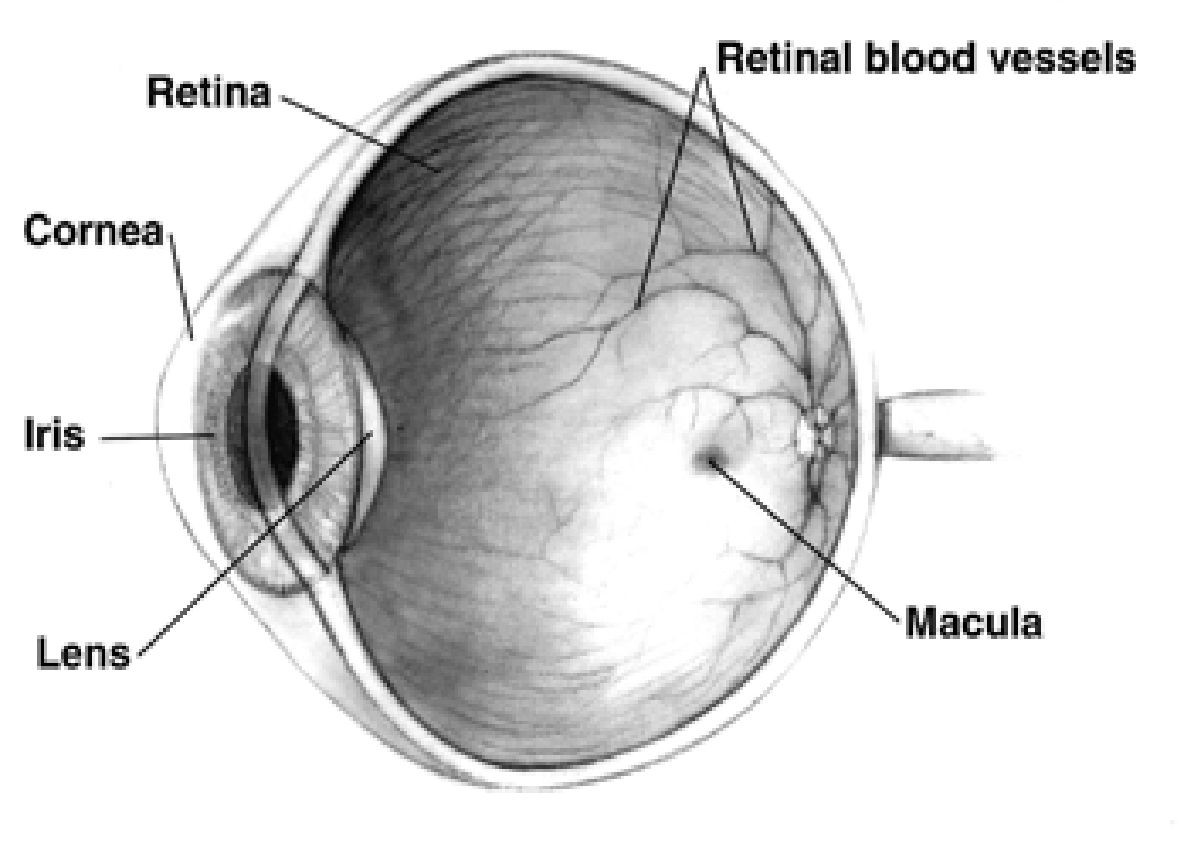 Retinal blood vessels
Retina
Cornea
Iris
Lens
Macula